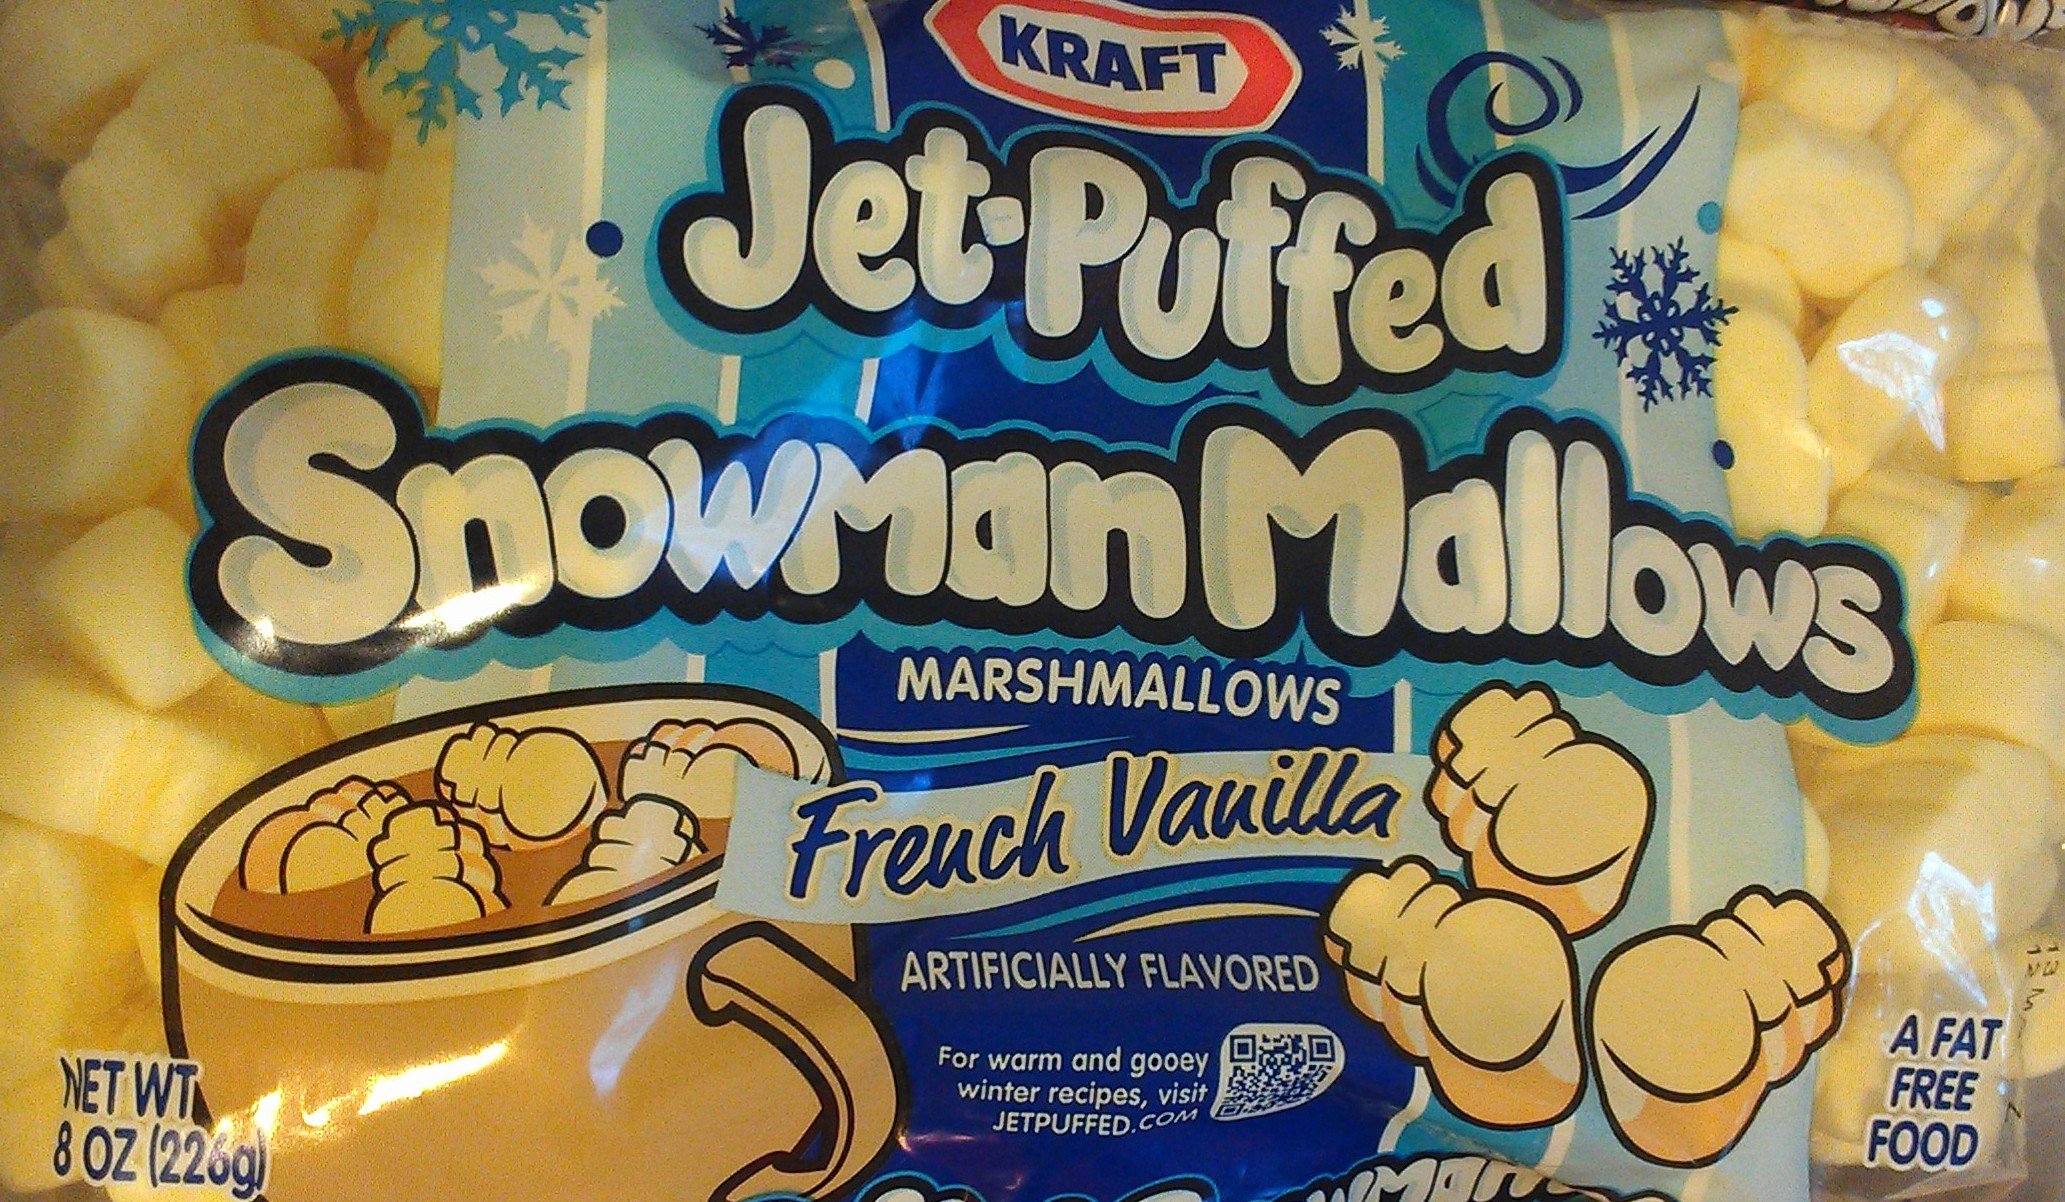 KRAFT
Jet-Puffed
SnowmanMallows
MARSHMALLOWS
French Vanilla
ARTIFICIALLY FLAVORED
For warm and gooey
winter recipes, visit
JETPUFFED.COM
NET WT
8 OZ (226g)
A FAT
FREE
FOOD